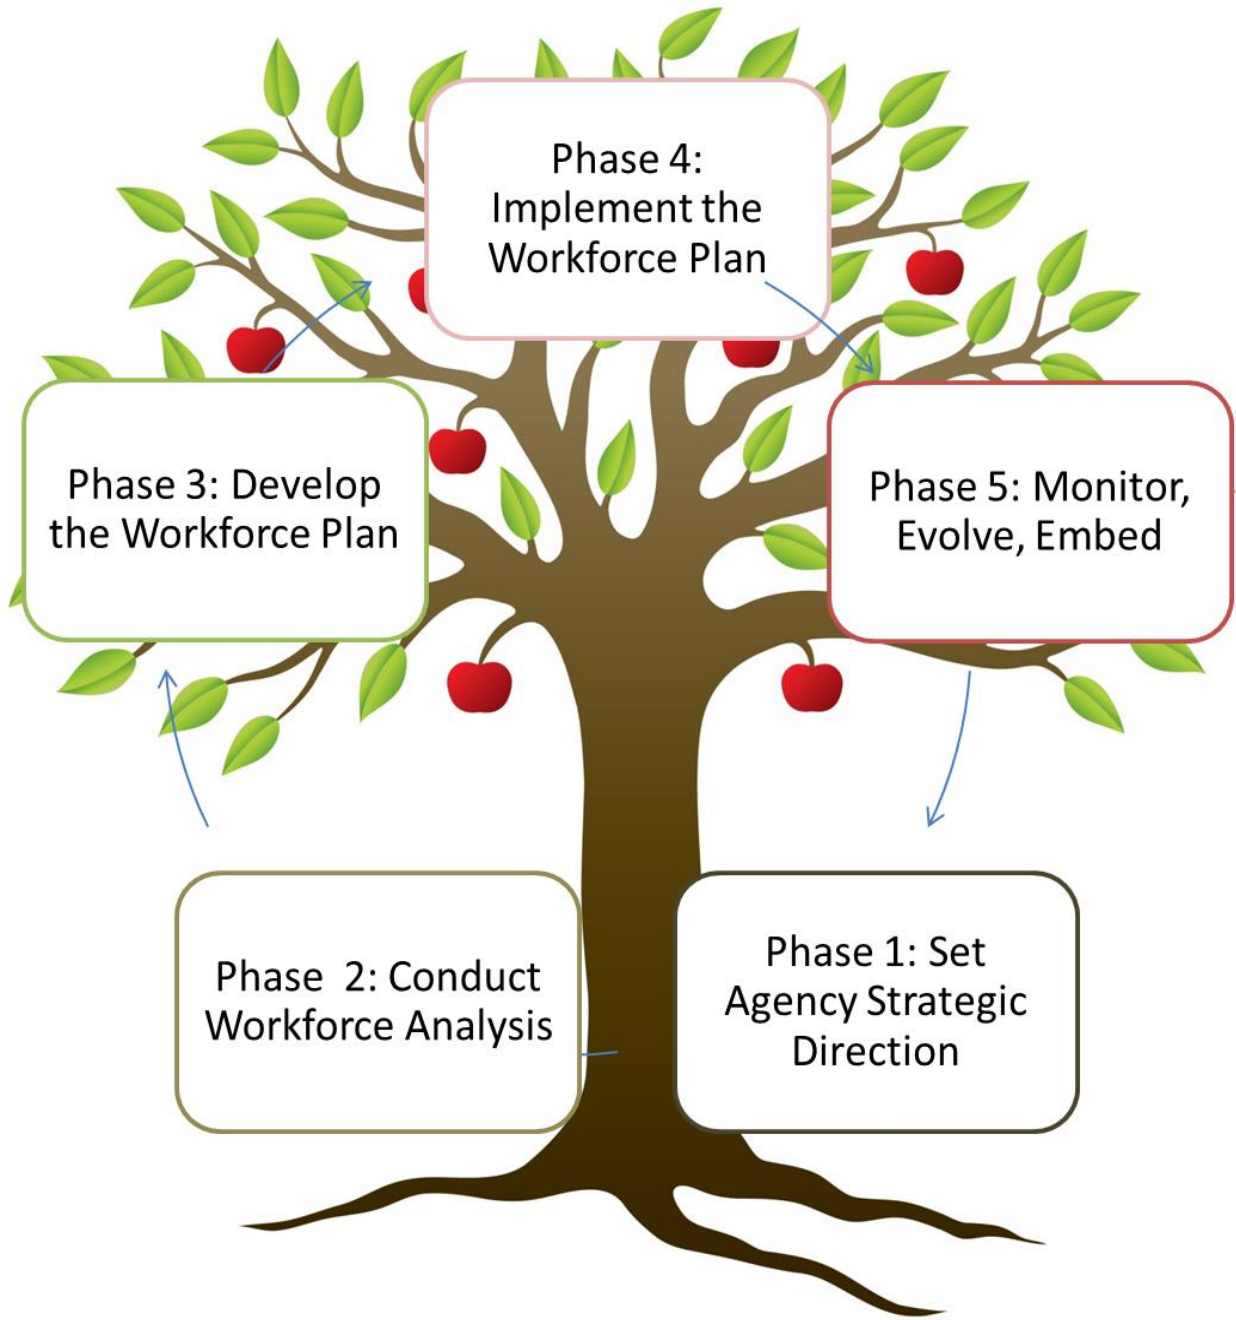 Phase 4:
Implement the
Workforce Plan
Phase 3: Develop
the Workforce Plan
Phase 5: Monitor,
Evolve, Embed
Phase  2: Conduct
Workforce Analysis
Phase 1: Set
Agency Strategic
Direction